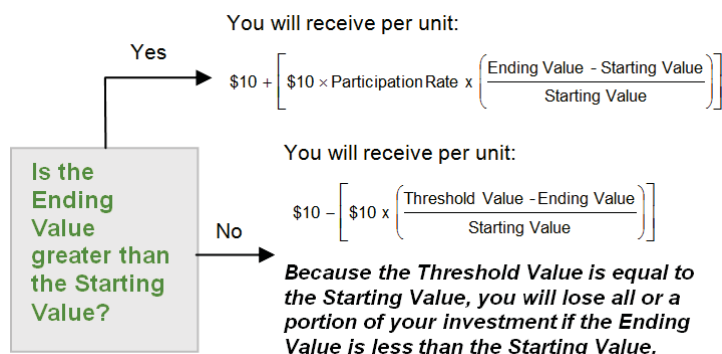 You will receive per unit:
Yes
$10 + [ $10 × Participation Rate x ( Ending Value - Starting Value / Starting Value ) ]
Is the
Ending
Value
greater than
the Starting
Value?
No
You will receive per unit:
$10 – [ $10 x ( Threshold Value - Ending Value / Starting Value ) ]
Because the Threshold Value is equal to
the Starting Value, you will lose all or a
portion of your investment if the Ending
Value is less than the Starting Value.